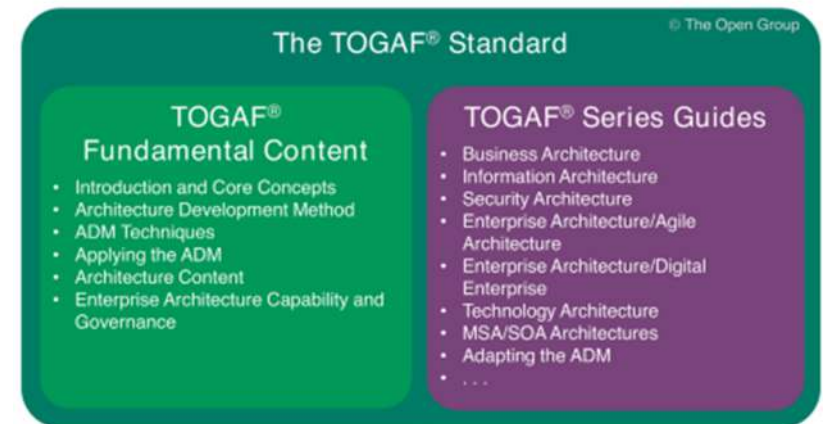 The TOGAF® Standard
© The Open Group
TOGAF®
Fundamental Content
• Introduction and Core Concepts
• Architecture Development Method
• ADM Techniques
• Applying the ADM
• Architecture Content
• Enterprise Architecture Capability and
Governance
TOGAF® Series Guides
• Business Architecture
• Information Architecture
• Security Architecture
• Enterprise Architecture/Agile
Architecture
• Enterprise Architecture/Digital
Enterprise
• Technology Architecture
• MSA/SOA Architectures
• Adapting the ADM
• . . .